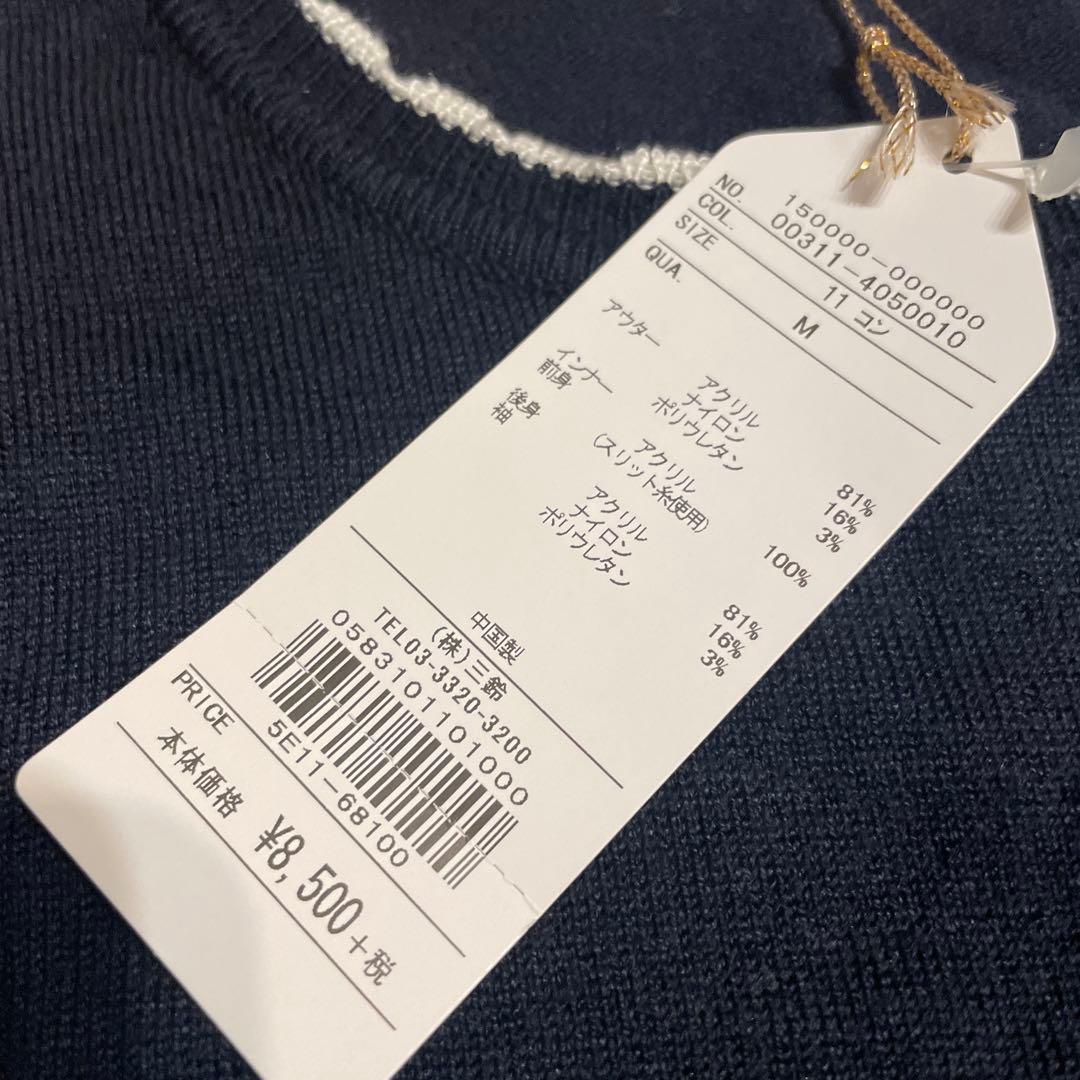 NO. 150000-000000
00311-4050010
COL. 11 コン
SIZE M
QUA.
アウター
アクリル 81%
ナイロン 16%
ポリウレタン 3%
インナー
前身 アクリル 100%
(スリット糸使用)
後身
袖 アクリル 81%
ナイロン 16%
ポリウレタン 3%
中国製
(株)三鈴
TEL03-3320-3200
0583101101000
5E11-68100
PRICE
本体価格 ¥8,500+税